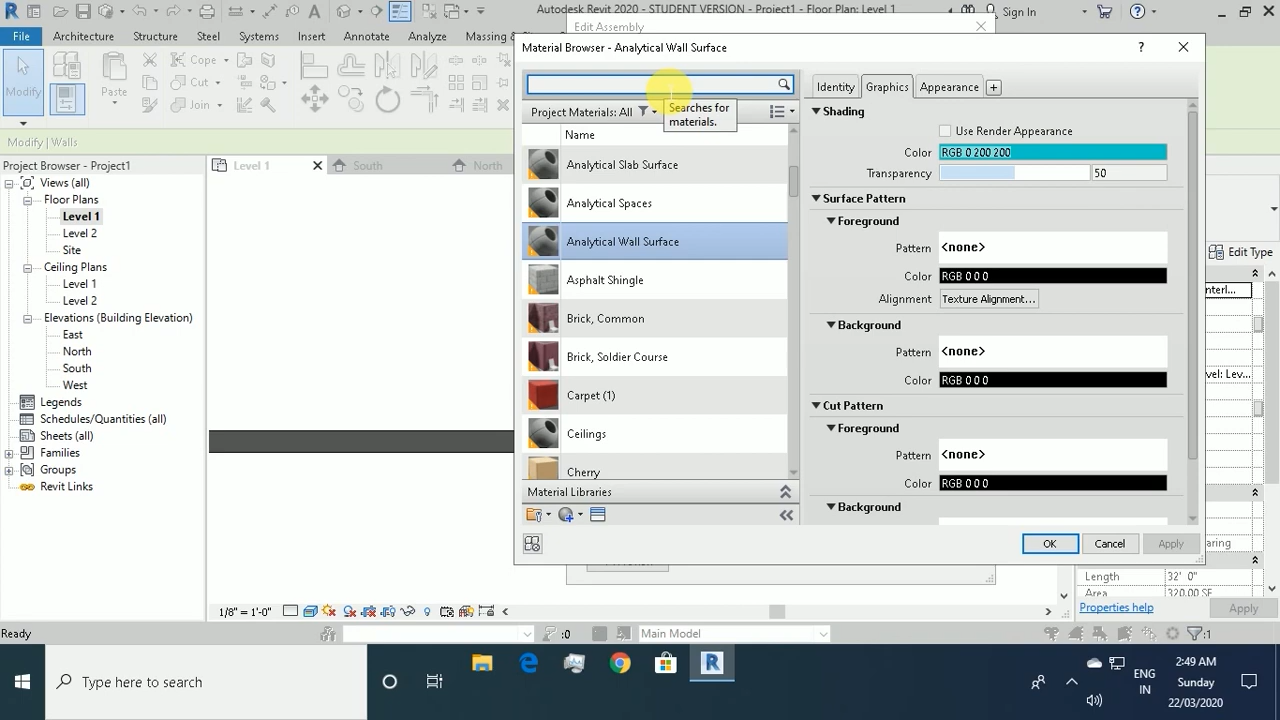 Autodesk Revit 2020 - STUDENT VERSION - Project1 - Floor Plan: Level 1
Sign In
File
Architecture
Structure
Steel
Systems
Insert
Annotate
Analyze
Massing &
Edit Assembly
Material Browser - Analytical Wall Surface
?
Modify
Paste
Cope
Cut
Join
Modify | Walls
Project Browser - Project1
Views (all)
Floor Plans
Level 1
Level 2
Site
Ceiling Plans
Level 1
Level 2
Elevations (Building Elevation)
East
North
South
West
Legends
Schedules/Quantities (all)
Sheets (all)
Families
Groups
Revit Links
Level 1
South
North
Searches for
materials.
Project Materials: All
Name
Analytical Slab Surface
Analytical Spaces
Analytical Wall Surface
Asphalt Shingle
Brick, Common
Brick, Soldier Course
Carpet (1)
Ceilings
Cherry
Material Libraries
Identity
Graphics
Appearance
Shading
Use Render Appearance
Color
RGB 0 200 200
Transparency
50
Surface Pattern
Foreground
Pattern
<none>
Color
RGB 0 0 0
Alignment
Texture Alignment...
Background
Pattern
<none>
Color
RGB 0 0 0
Cut Pattern
Foreground
Pattern
<none>
Color
RGB 0 0 0
Background
OK
Cancel
Apply
Edit Type
Length
32' 0"
Properties help
Apply
1/8" = 1'-0"
Ready
:0
Main Model
:1
Type here to search
ENG
IN
2:49 AM
Sunday
22/03/2020